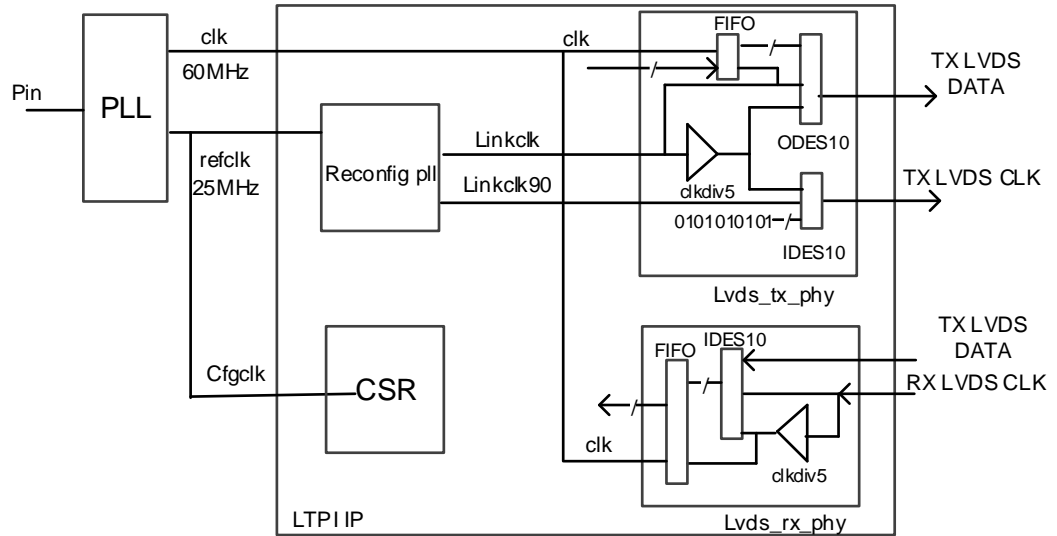 FIFO
clk
clk
TX LVDS
DATA
60MHz
Pin
PLL
ODES10
Linkclk
refclk
25MHz
Reconfig pll
Linkclk90
clkdiv5
TX LVDS CLK
0101010101
IDES10
Lvds_tx_phy
TX LVDS
DATA
IDES10
FIFO
Cfgclk
CSR
RX LVDS CLK
clk
clkdiv5
LTPI IP
Lvds_rx_phy